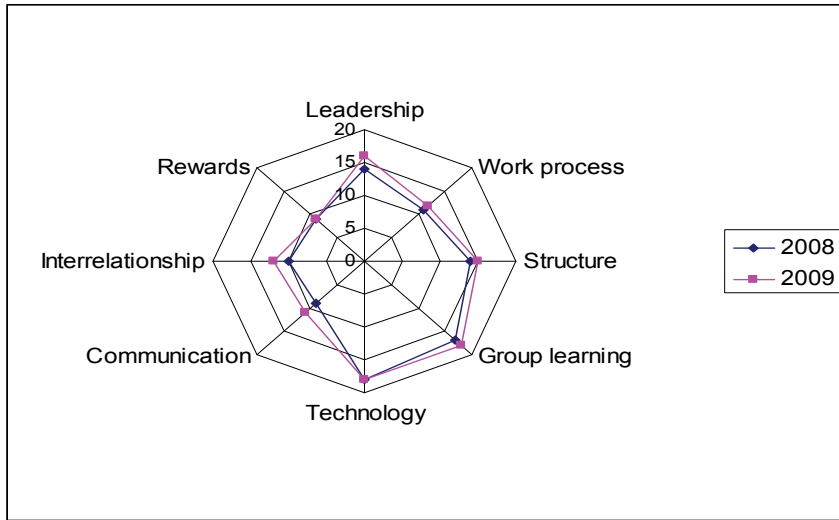 Leadership
20
Rewards
Work process
15
10
5
Interrelationship
0
Structure
2008
2009
Communication
Group learning
Technology